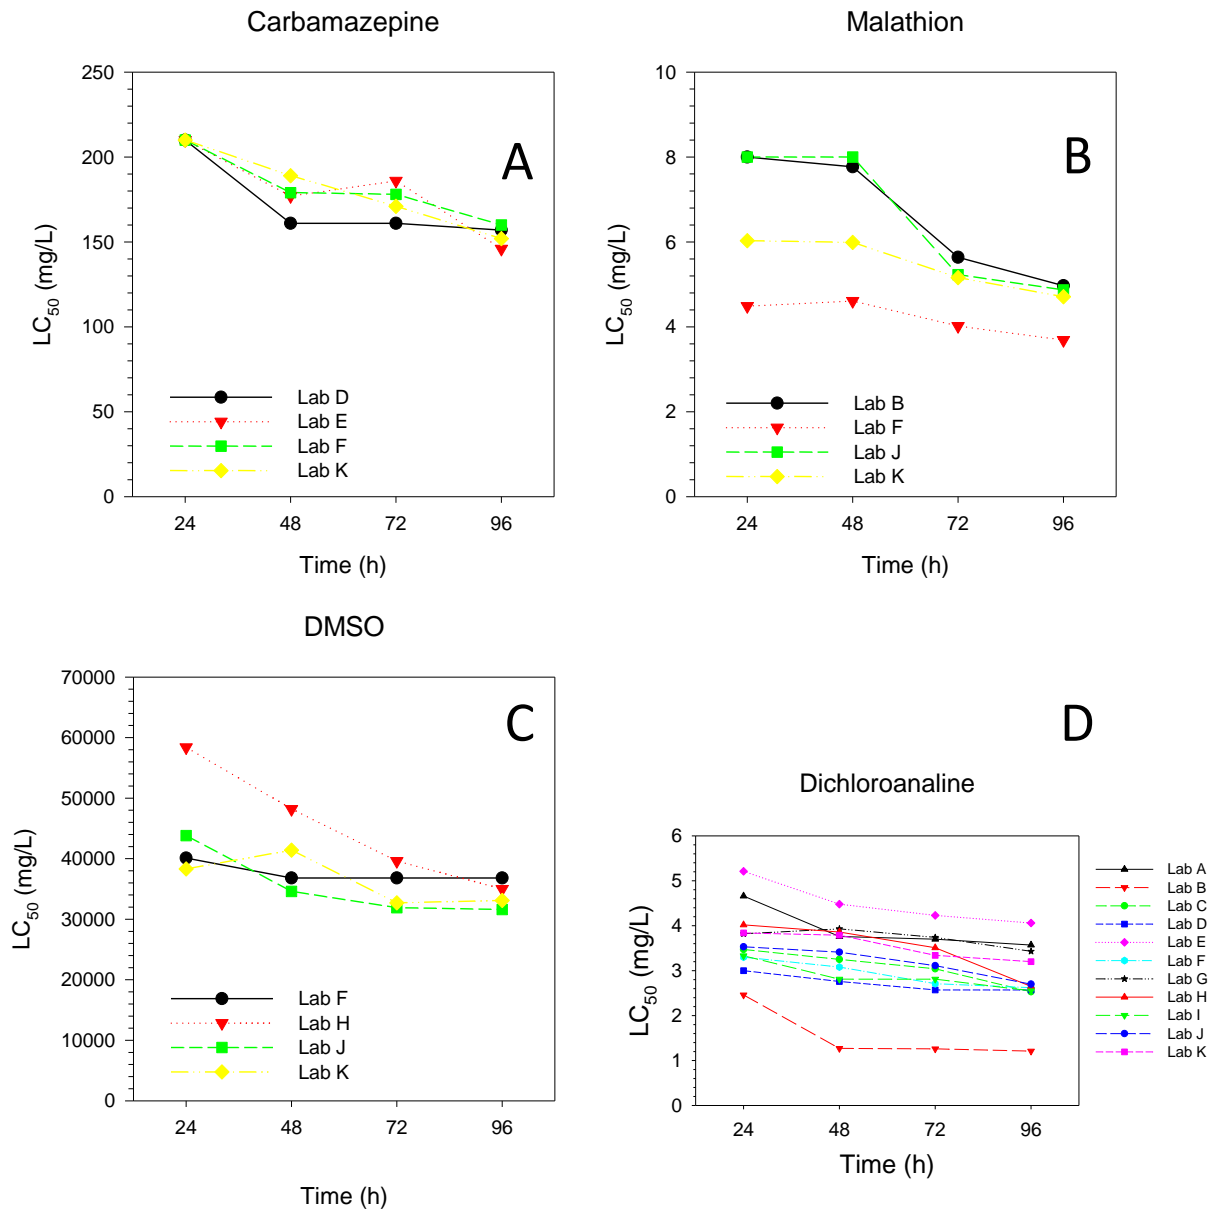 Carbamazepine
A
250
200
150
100
50
0
LC50 (mg/L)
24 48 72 96
Time (h)
Lab D
Lab E
Lab F
Lab K
Malathion
B
10
8
6
4
2
0
LC50 (mg/L)
24 48 72 96
Time (h)
Lab B
Lab F
Lab J
Lab K
DMSO
C
70000
60000
50000
40000
30000
20000
10000
0
LC50 (mg/L)
24 48 72 96
Time (h)
Lab F
Lab H
Lab J
Lab K
D
Dichloroanaline
6
5
4
3
2
1
0
LC50 (mg/L)
24 48 72 96
Time (h)
Lab A
Lab B
Lab C
Lab D
Lab E
Lab F
Lab G
Lab H
Lab I
Lab J
Lab K